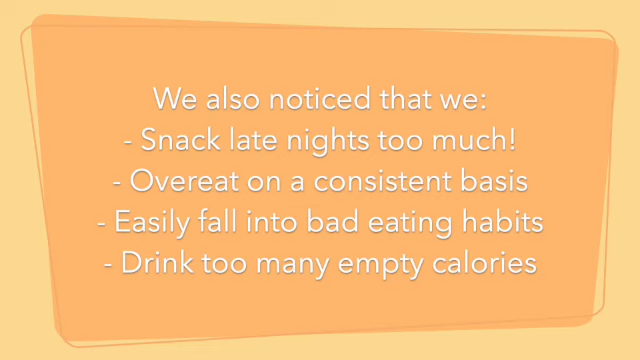 We also noticed that we:
- Snack late nights too much!
- Overeat on a consistent basis
- Easily fall into bad eating habits
- Drink too many empty calories